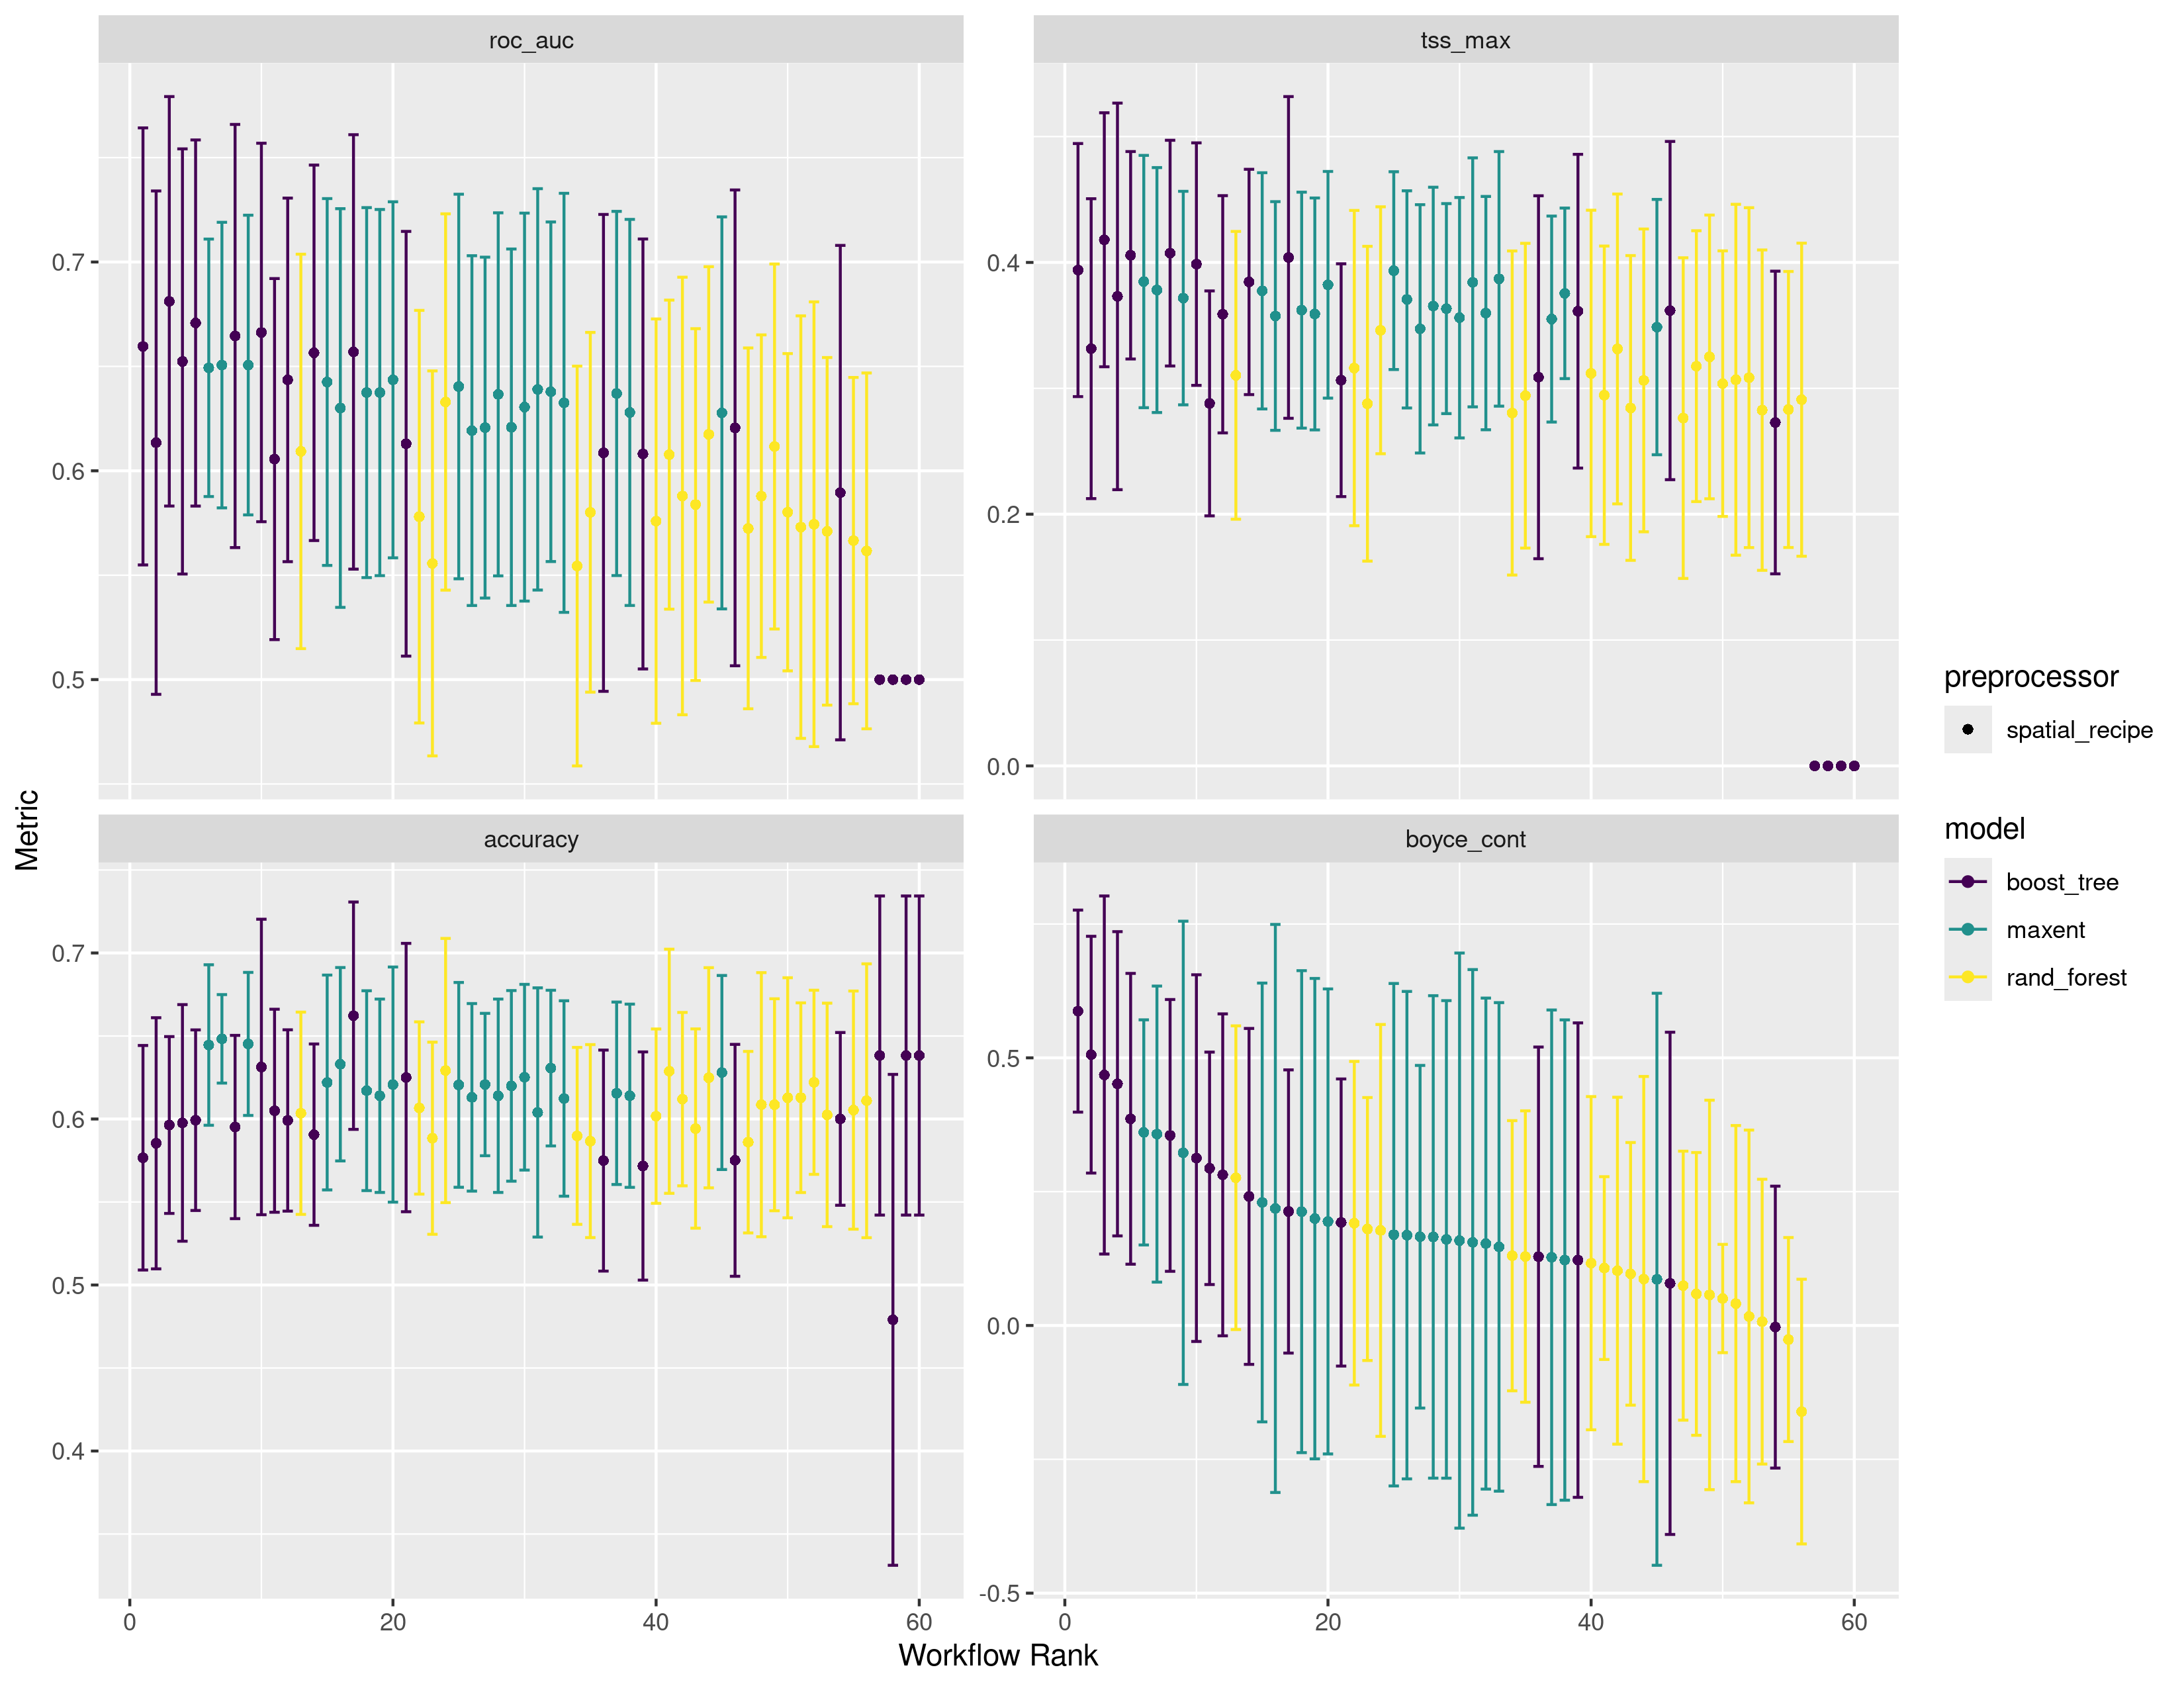 roc_auc
tss_max
0.7
0.6
0.5
0.4
0.2
0.0
accuracy
boyce_cont
0.7
0.6
0.5
0.4
0.5
0.0
-0.5
0
20
40
60
0
20
40
60
Workflow Rank
Metric
preprocessor
spatial_recipe
model
boost_tree
maxent
rand_forest